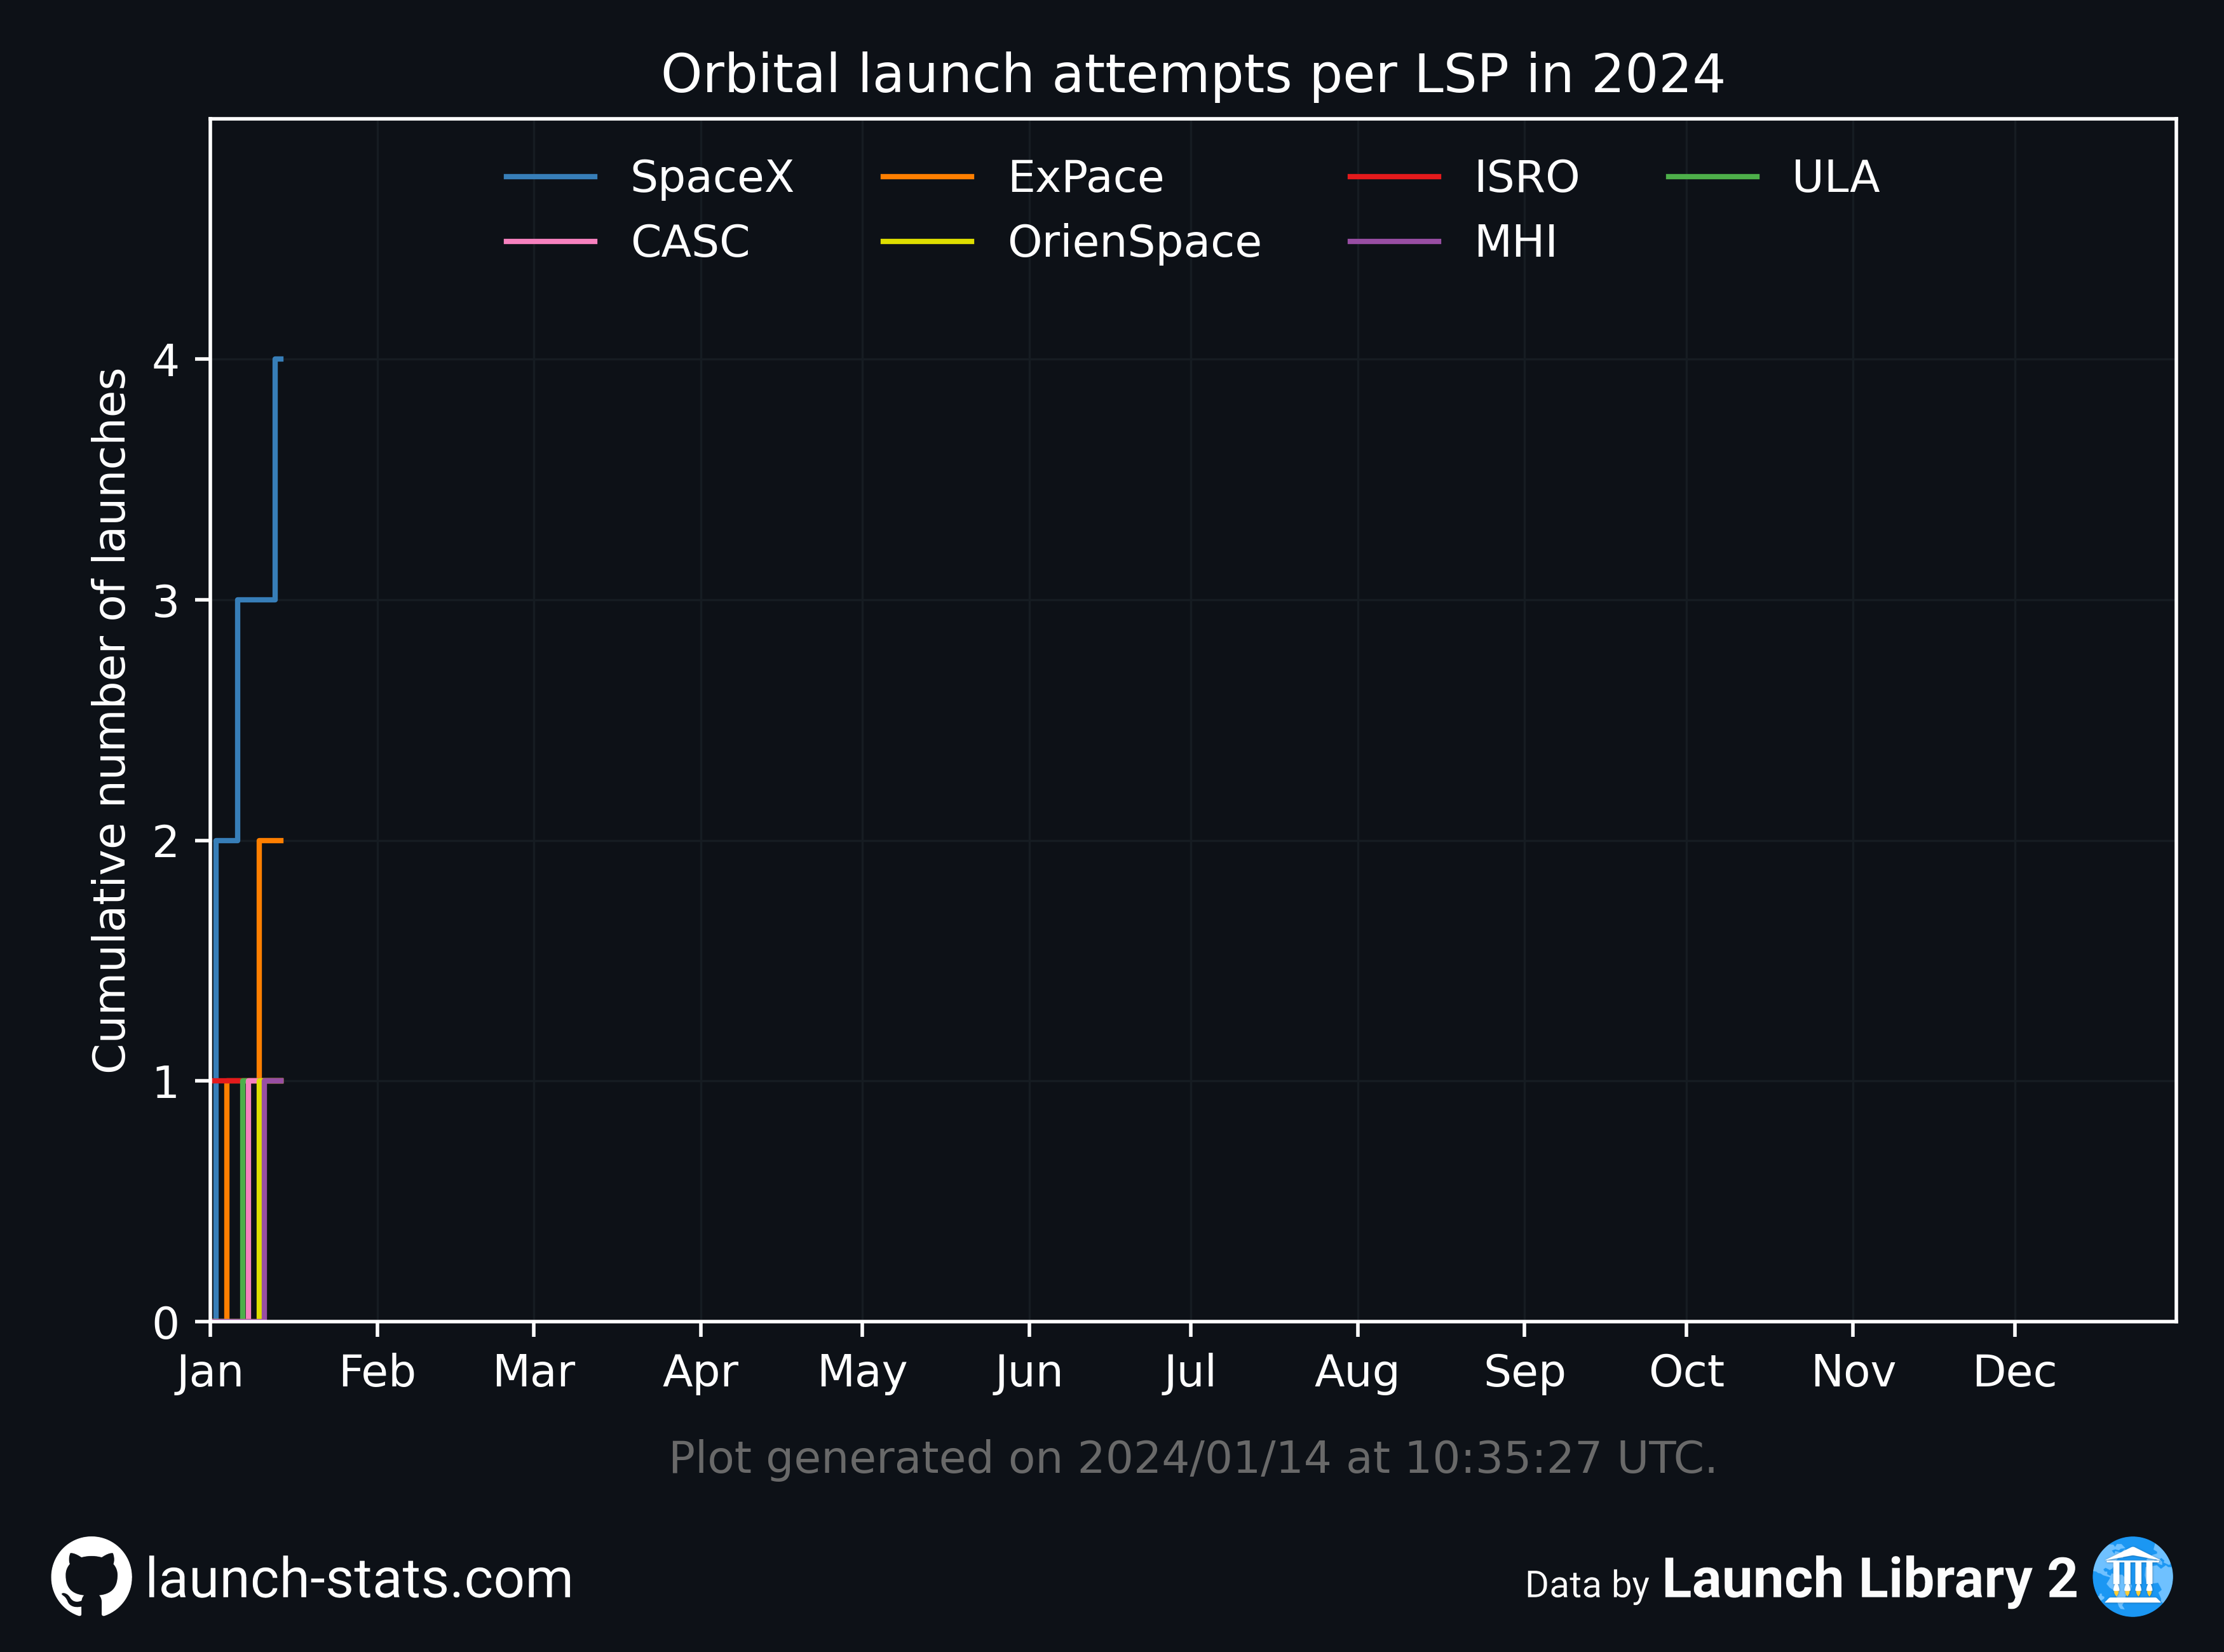 Orbital launch attempts per LSP in 2024
SpaceX ExPace ISRO ULA
CASC OrienSpace MHI
Cumulative number of launches
4
3
2
1
0
Jan Feb Mar Apr May Jun Jul Aug Sep Oct Nov Dec
Plot generated on 2024/01/14 at 10:35:27 UTC.
launch-stats.com
Data by Launch Library 2